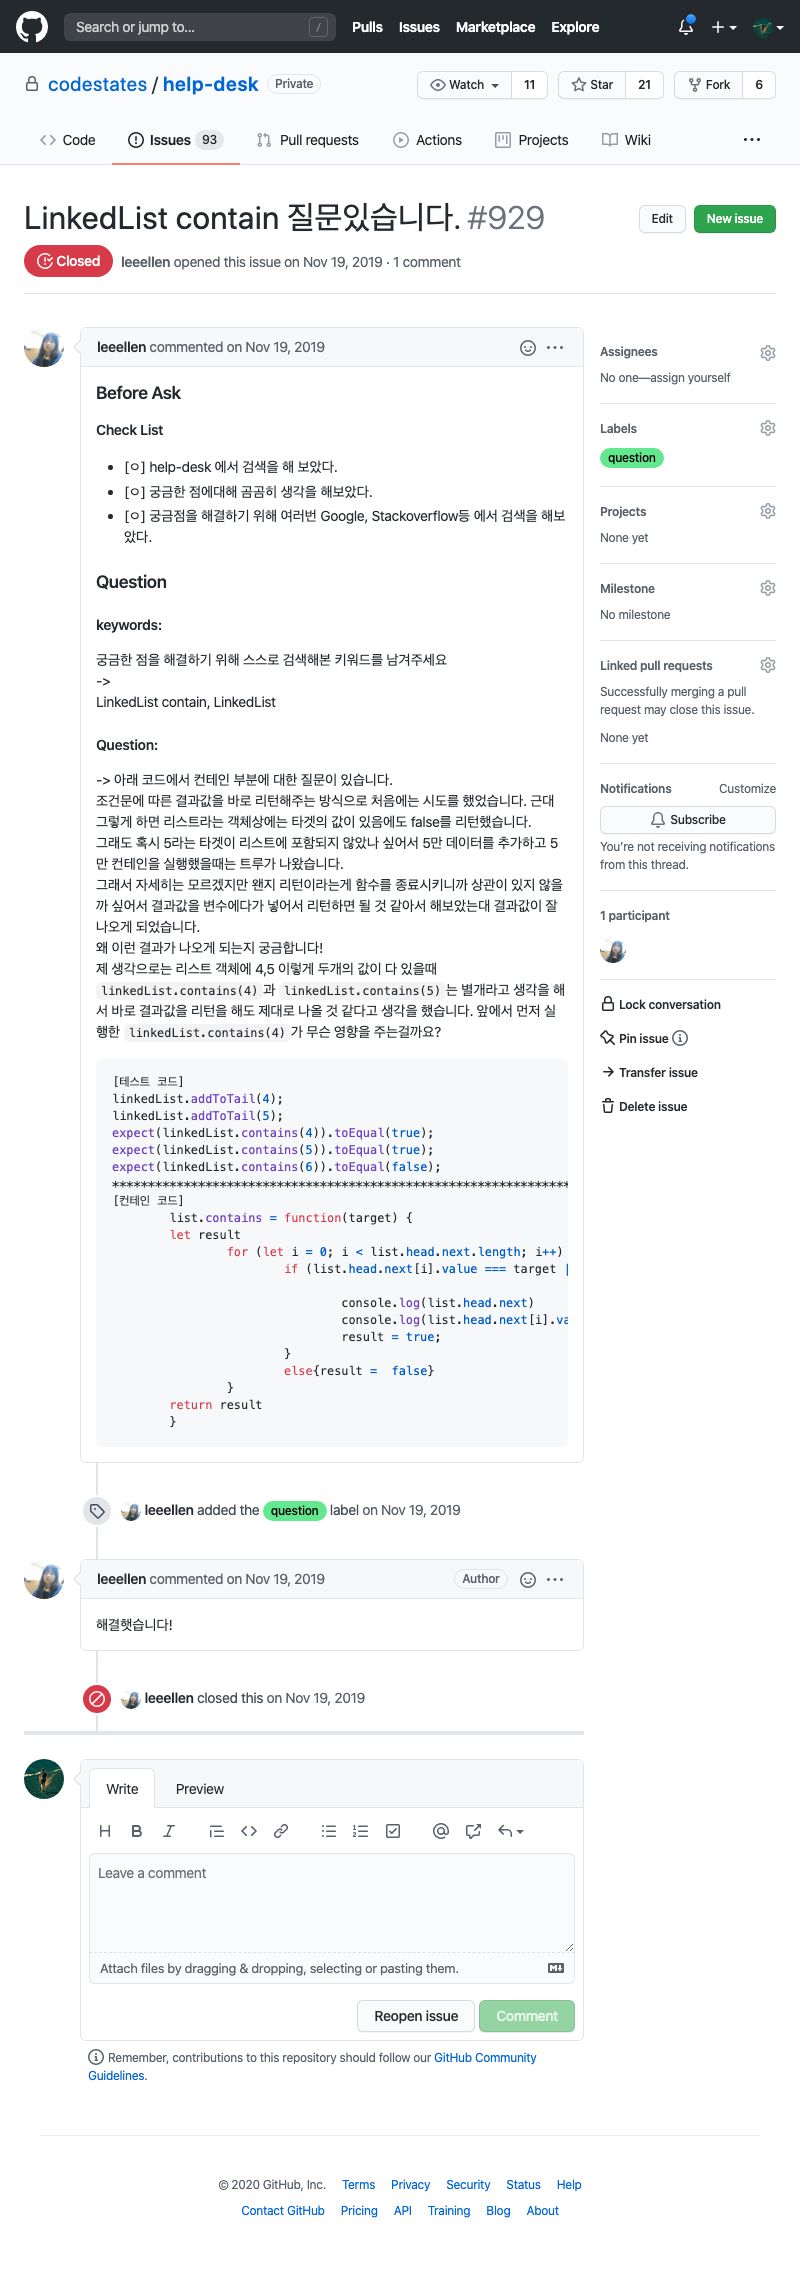 Search or jump to...
/
Pulls
Issues
Marketplace
Explore
codestates / help-desk
Private
Watch
11
Star
21
Fork
6
Code
Issues 93
Pull requests
Actions
Projects
Wiki
LinkedList contain 질문있습니다. #929
Edit
New issue
Closed
leeellen opened this issue on Nov 19, 2019 · 1 comment
leeellen commented on Nov 19, 2019
Before Ask
Check List
[ㅇ] help-desk 에서 검색을 해 보았다.
[ㅇ] 궁금한 점에대해 곰곰히 생각을 해보았다.
[ㅇ] 궁금점을 해결하기 위해 여러번 Google, Stackoverflow등 에서 검색을 해보
았다.
Question
keywords:
궁금한 점을 해결하기 위해 스스로 검색해본 키워드를 남겨주세요
->
LinkedList contain, LinkedList
Question:
-> 아래 코드에서 컨테인 부분에 대한 질문이 있습니다.
조건문에 따른 결과값을 바로 리턴해주는 방식으로 처음에는 시도를 했었습니다. 근대
그렇게 하면 리스트라는 객체상에는 타겟의 값이 있음에도 false를 리턴했습니다.
그래도 혹시 5라는 타겟이 리스트에 포함되지 않았나 싶어서 5만 데이터를 추가하고 5
만 컨테인을 실행했을때는 트루가 나왔습니다.
그래서 자세히는 모르겠지만 왠지 리턴이라는게 함수를 종료시키니까 상관이 있지 않을
까 싶어서 결과값을 변수에다가 넣어서 리턴하면 될 것 같아서 해보았는대 결과값이 잘
나오게 되었습니다.
왜 이런 결과가 나오게 되는지 궁금합니다!
제 생각으로는 리스트 객체에 4,5 이렇게 두개의 값이 다 있을때
linkedList.contains(4) 과 linkedList.contains(5) 는 별개라고 생각을 해
서 바로 결과값을 리턴을 해도 제대로 나올 것 같다고 생각을 했습니다. 앞에서 먼저 실
행한 linkedList.contains(4) 가 무슨 영향을 주는걸까요?
[테스트 코드]
linkedList.addToTail(4);
linkedList.addToTail(5);
expect(linkedList.contains(4)).toEqual(true);
expect(linkedList.contains(5)).toEqual(true);
expect(linkedList.contains(6)).toEqual(false);
****************************************************************
[컨테인 코드]
list.contains = function(target) {
let result
for (let i = 0; i < list.head.next.length; i++)
if (list.head.next[i].value === target |
console.log(list.head.next)
console.log(list.head.next[i].va
result = true;
}
else{result = false}
}
return result
}
leeellen added the question label on Nov 19, 2019
leeellen commented on Nov 19, 2019
Author
해결햇습니다!
leeellen closed this on Nov 19, 2019
Write
Preview
Leave a comment
Attach files by dragging & dropping, selecting or pasting them.
Reopen issue
Comment
Remember, contributions to this repository should follow our GitHub Community
Guidelines.
Assignees
No one—assign yourself
Labels
question
Projects
None yet
Milestone
No milestone
Linked pull requests
Successfully merging a pull
request may close this issue.
None yet
Notifications
Customize
Subscribe
You're not receiving notifications
from this thread.
1 participant
Lock conversation
Pin issue
Transfer issue
Delete issue
© 2020 GitHub, Inc.
Terms
Privacy
Security
Status
Help
Contact GitHub
Pricing
API
Training
Blog
About